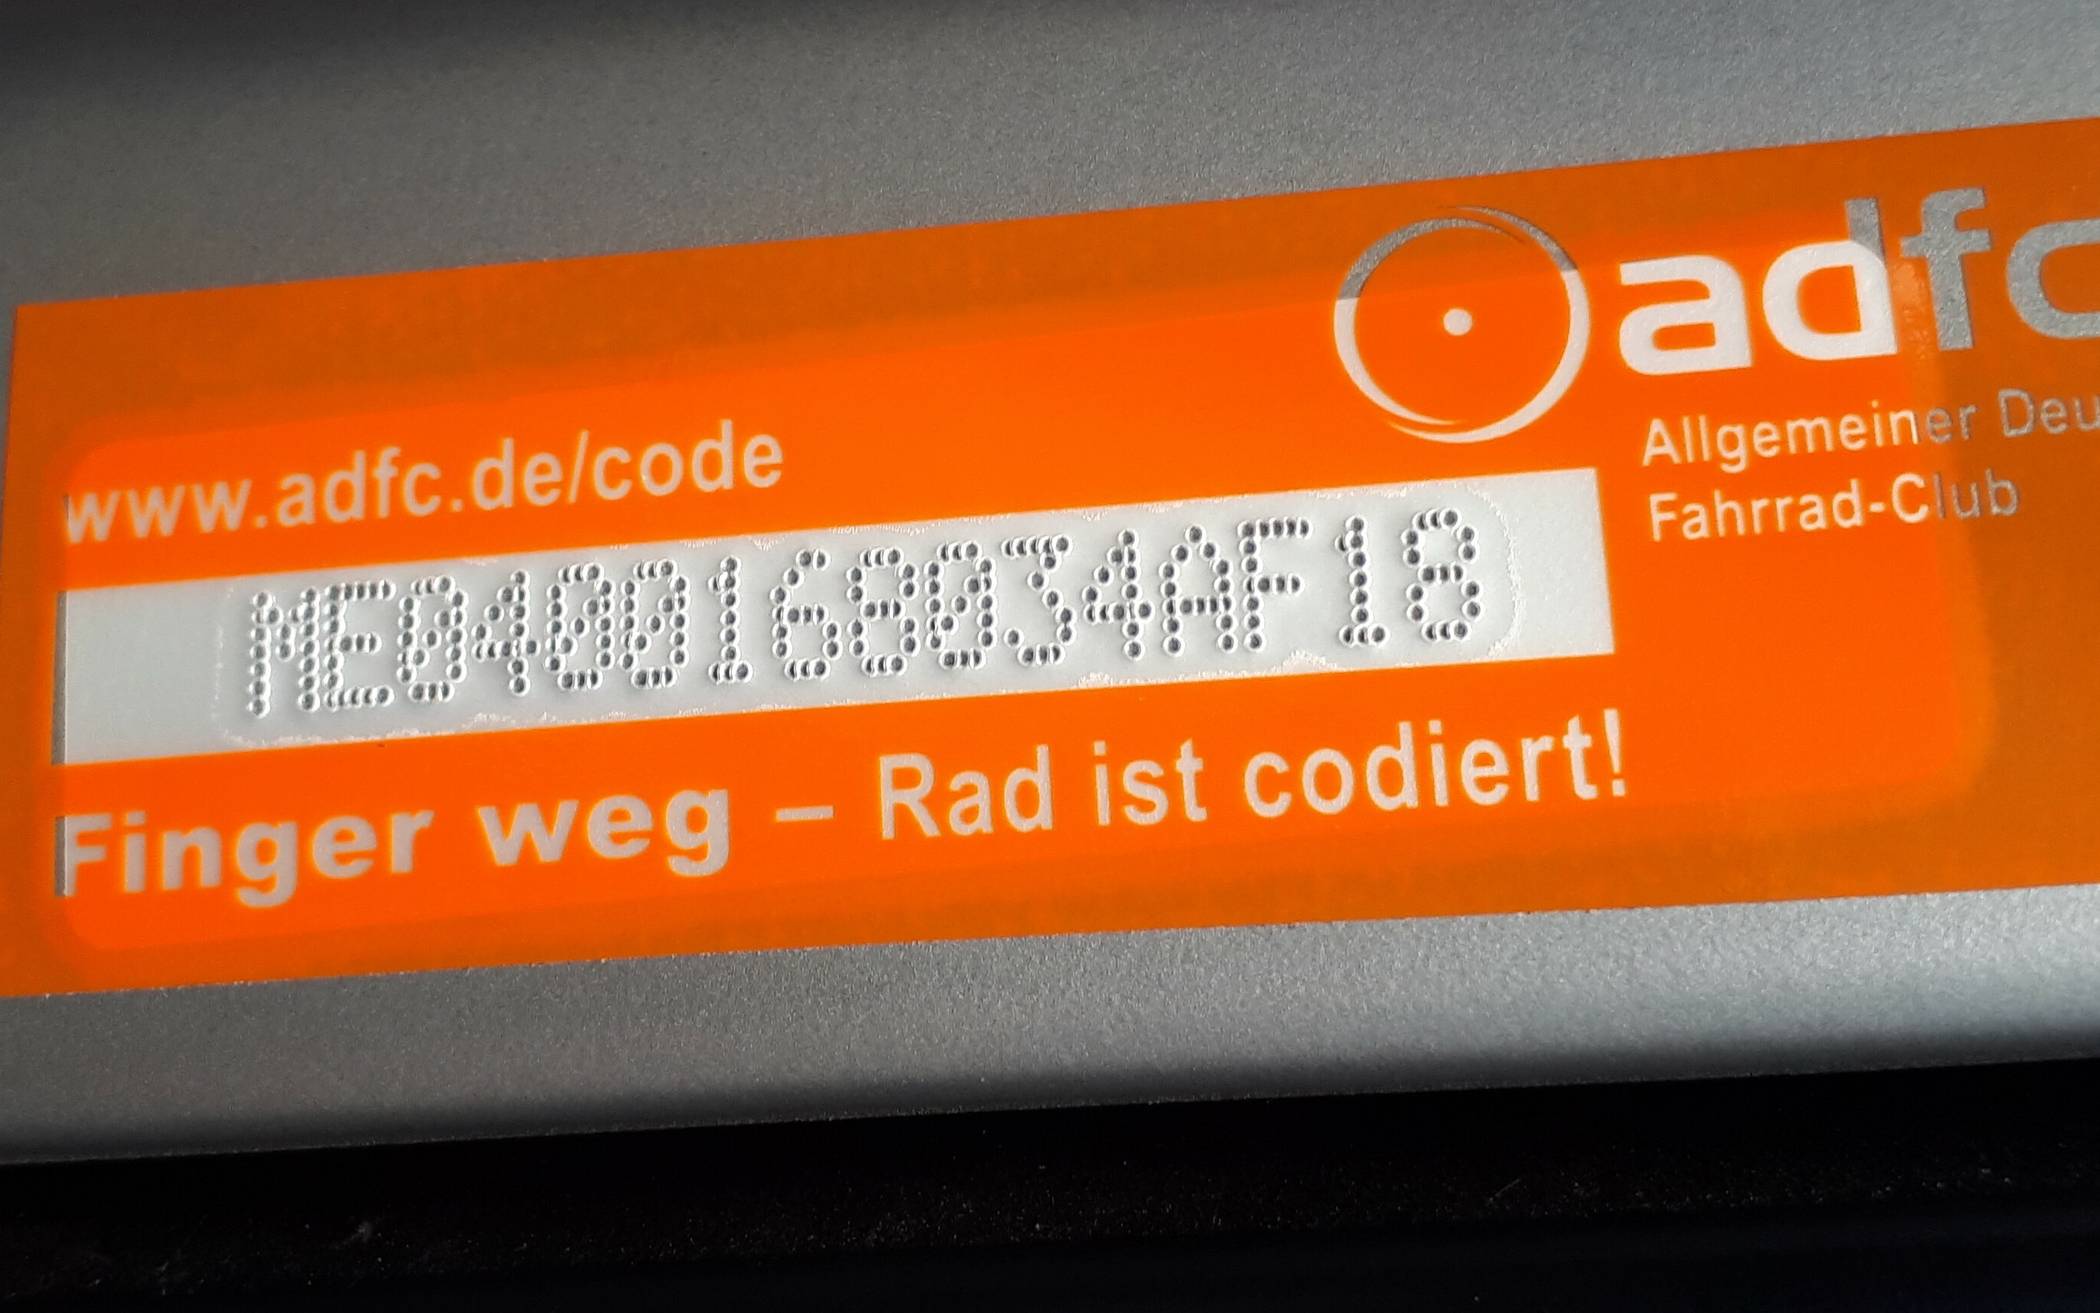 adfc
Allgemeiner Deu
Fahrrad-Club
www.adfc.de/code
ME0400168034AF18
Finger weg – Rad ist codiert!